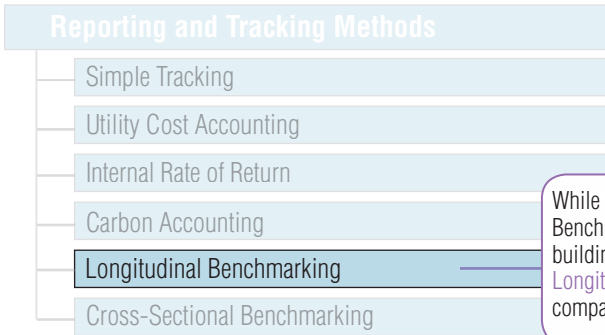 Reporting and Tracking Methods
Simple Tracking
Utility Cost Accounting
Internal Rate of Return
Carbon Accounting
Longitudinal Benchmarking
Cross-Sectional Benchmarking
While